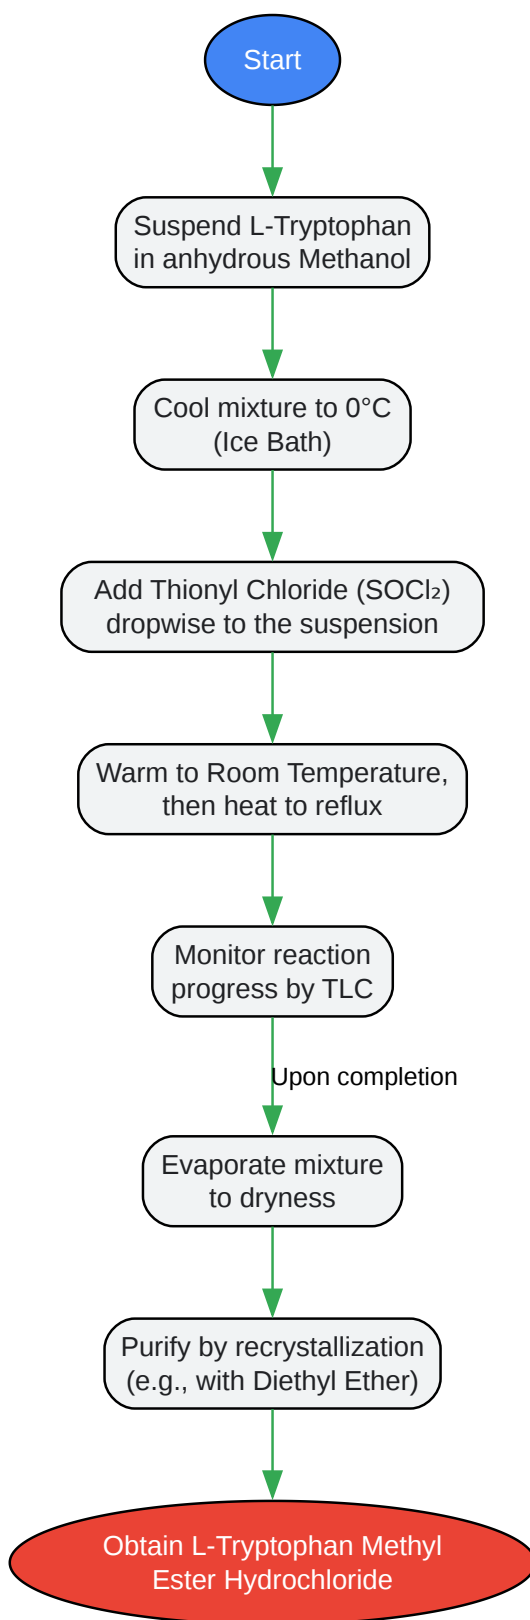 Start
Suspend L-Tryptophan
in anhydrous Methanol
Cool mixture to 0°C
(Ice Bath)
Add Thionyl Chloride (SOCl₂)
dropwise to the suspension
Warm to Room Temperature,
then heat to reflux
Monitor reaction
progress by TLC
Upon completion
Evaporate mixture
to dryness
Purify by recrystallization
(e.g., with Diethyl Ether)
Obtain L-Tryptophan Methyl
Ester Hydrochloride